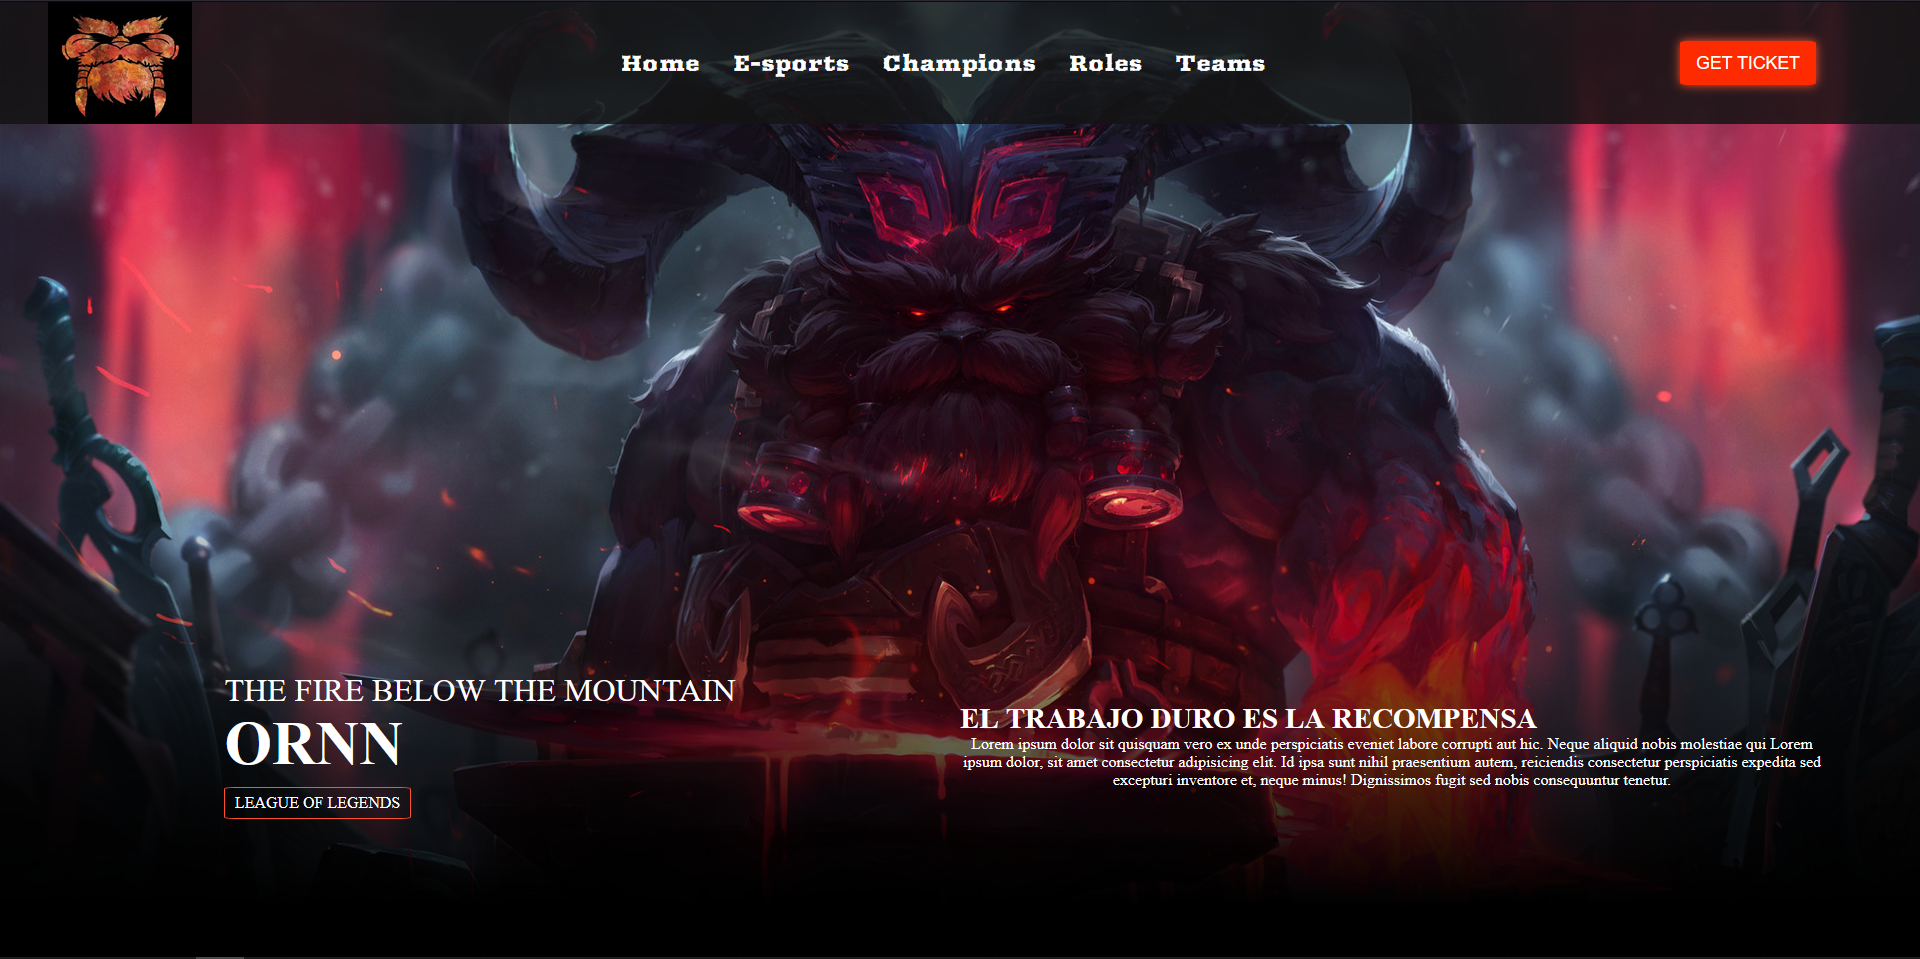 Home E-sports Champions Roles Teams
GET TICKET
THE FIRE BELOW THE MOUNTAIN
ORNN
LEAGUE OF LEGENDS
EL TRABAJO DURO ES LA RECOMPENSA
Lorem ipsum dolor sit quisquam vero ex unde perspiciatis eveniet labore corrupti aut hic. Neque aliquid nobis molestiae qui Lorem
ipsum dolor, sit amet consectetur adipisicing elit. Id ipsa sunt nihil praesentium autem, reiciendis consectetur perspiciatis expedita sed
excepturi inventore et, neque minus! Dignissimos fugit sed nobis consequuntur tenetur.